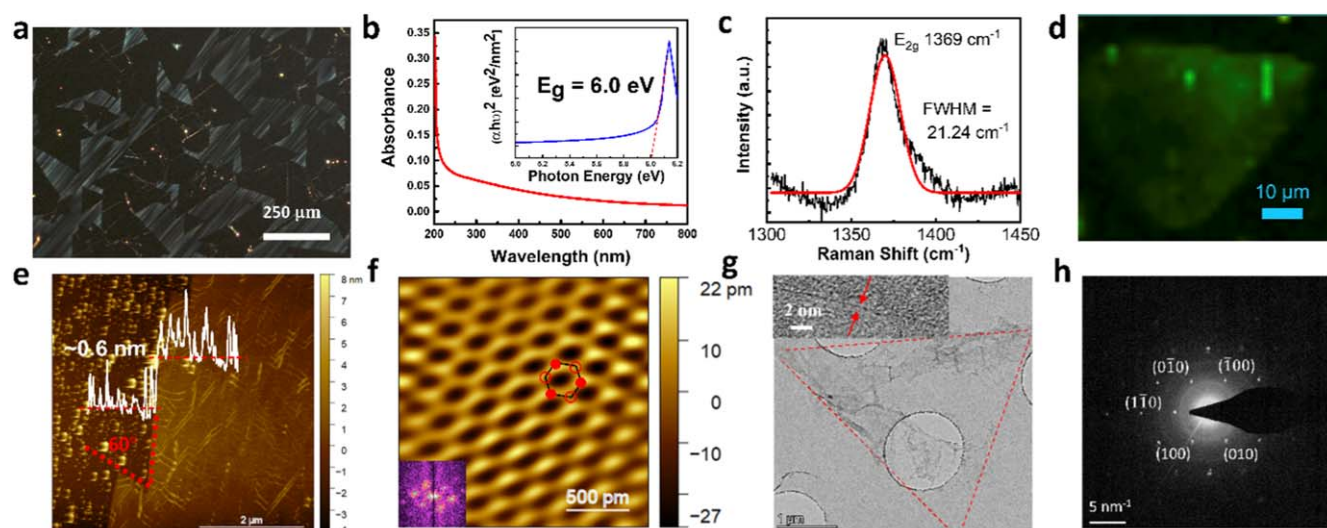 a
250 μm
b
0.35
0.30
0.25
0.20
0.15
0.10
0.05
0.00
Absorbance
200 300 400 500 600 700 800
Wavelength (nm)
(αhυ)² [eV²/nm²]
Eg = 6.0 eV
5.0 5.2 5.4 5.6 5.8 6.0 6.2
Photon Energy (eV)
c
Intensity (a.u.)
E2g 1369 cm⁻¹
FWHM =
21.24 cm⁻¹
1300 1350 1400 1450
Raman Shift (cm⁻¹)
d
10 μm
e
~0.6 nm
60°
2 μm
8 nm
7
6
5
4
3
2
1
0
−1
−2
f
500 pm
22 pm
10
0
−10
−27
g
2 nm
1 μm
h
(01̅0)
(1̅00)
(11̅0)
(100)
(010)
5 nm⁻¹